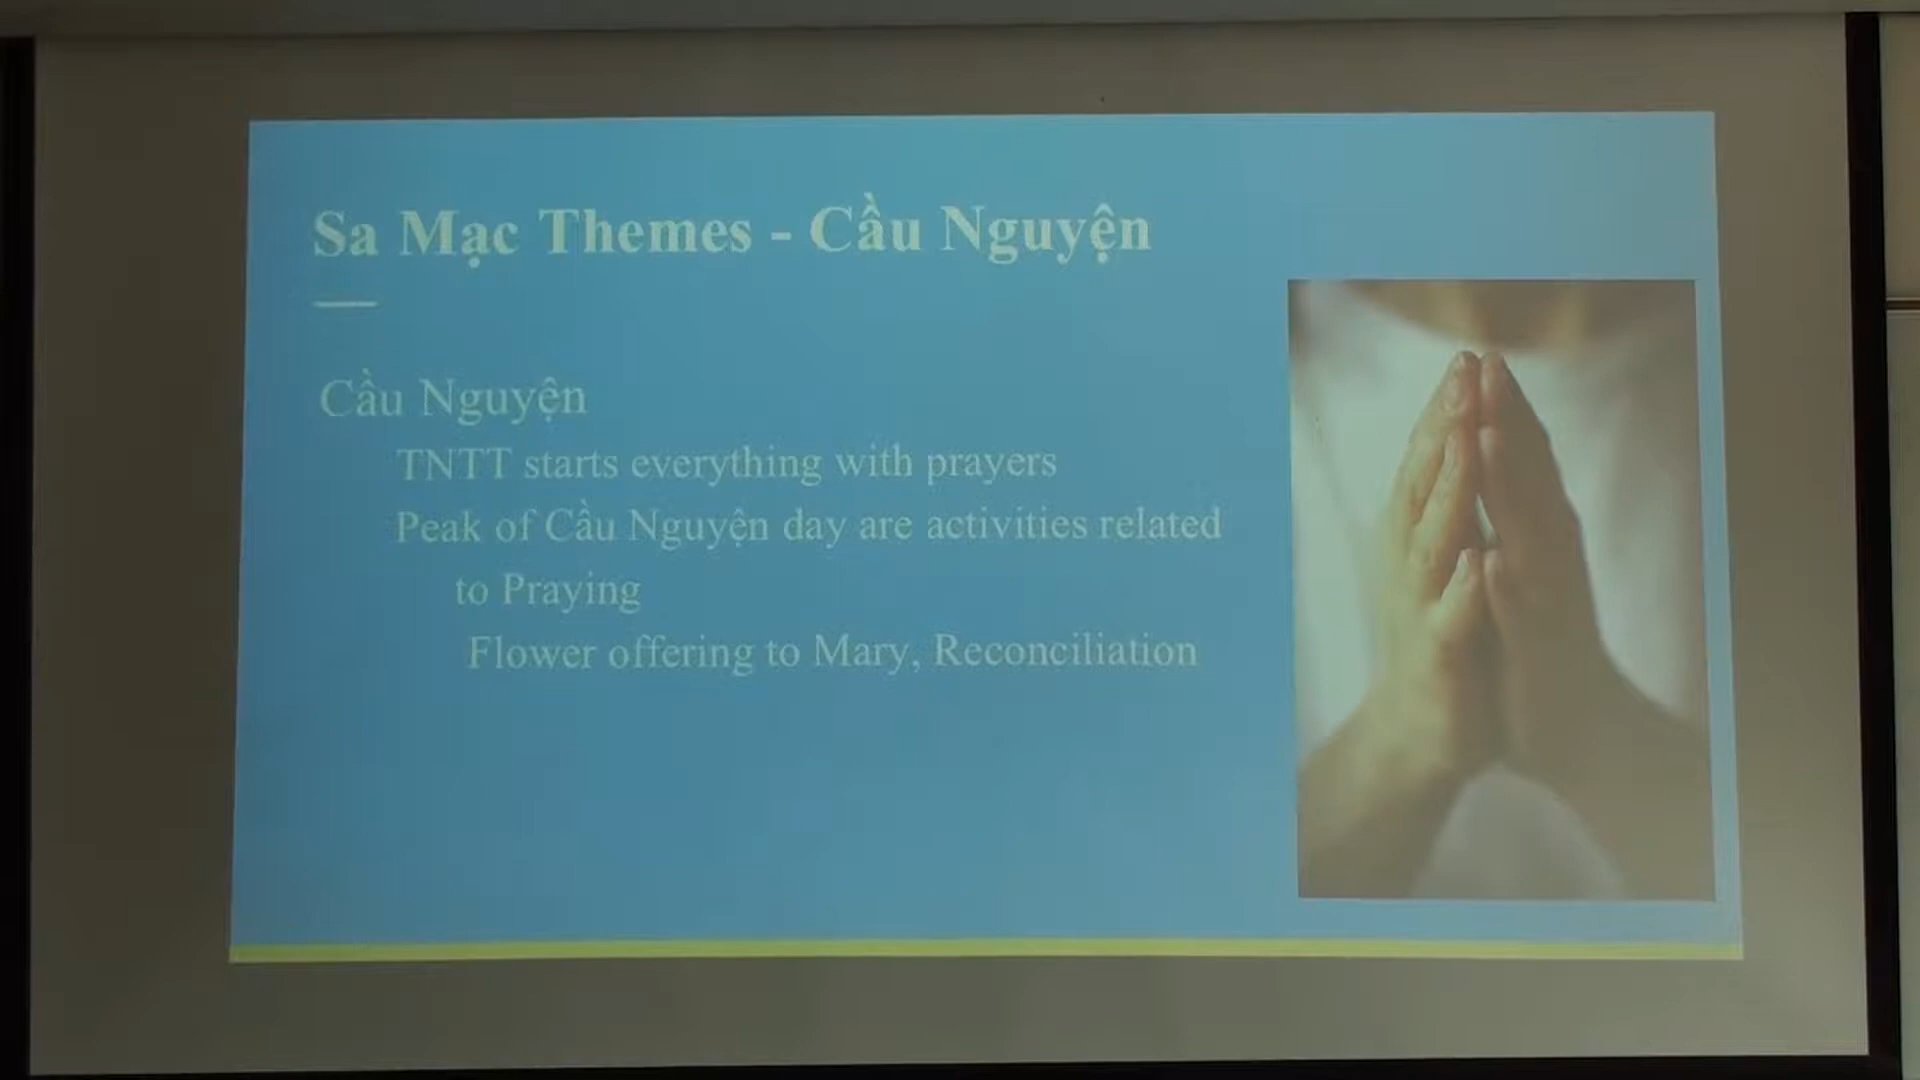 Sa Mạc Themes - Cầu Nguyện
Cầu Nguyện
TNTT starts everything with prayers
Peak of Cầu Nguyện day are activities related
to Praying
Flower offering to Mary, Reconciliation